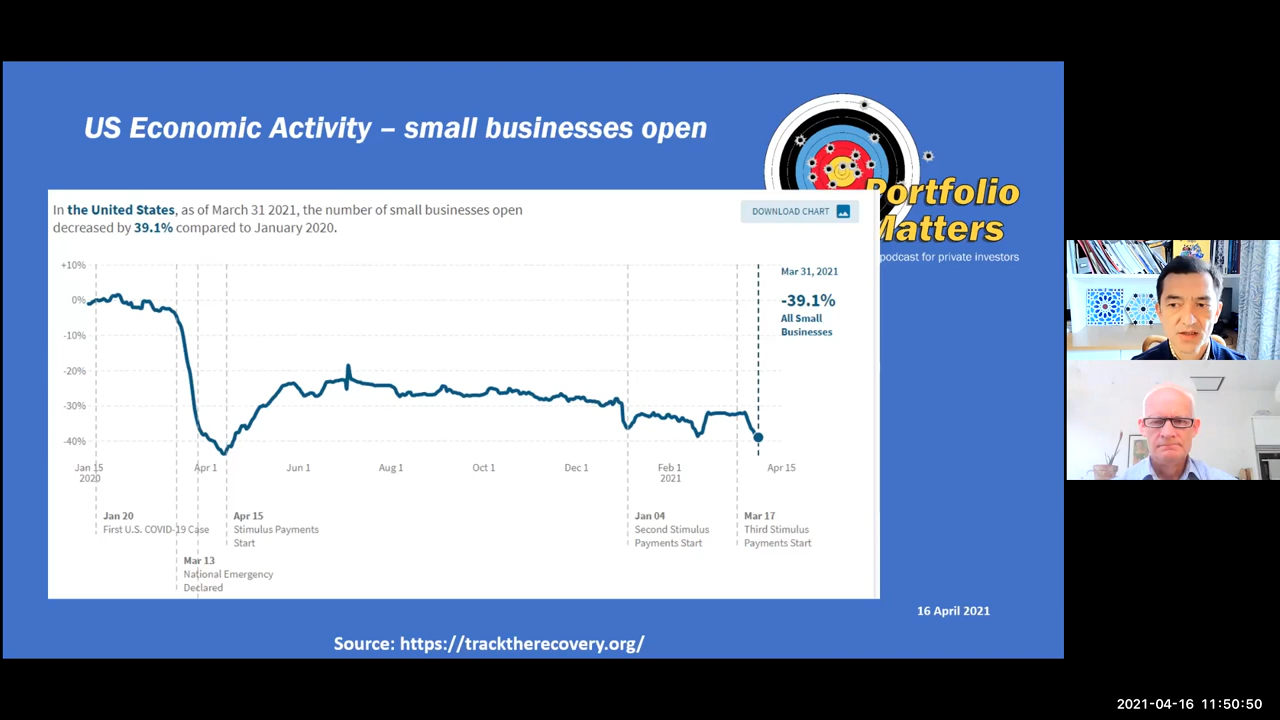 US Economic Activity – small businesses open
Portfolio
Matters
podcast for private investors
In the United States, as of March 31 2021, the number of small businesses open
decreased by 39.1% compared to January 2020.
DOWNLOAD CHART
+10%
0%
-10%
-20%
-30%
-40%
Mar 31, 2021
-39.1%
All Small
Businesses
Jan 15
2020
Apr 1
Jun 1
Aug 1
Oct 1
Dec 1
Feb 1
2021
Apr 15
Jan 20
First U.S. COVID-19 Case
Mar 13
National Emergency
Declared
Apr 15
Stimulus Payments
Start
Jan 04
Second Stimulus
Payments Start
Mar 17
Third Stimulus
Payments Start
16 April 2021
Source: https://tracktherecovery.org/
2021-04-16 11:50:50